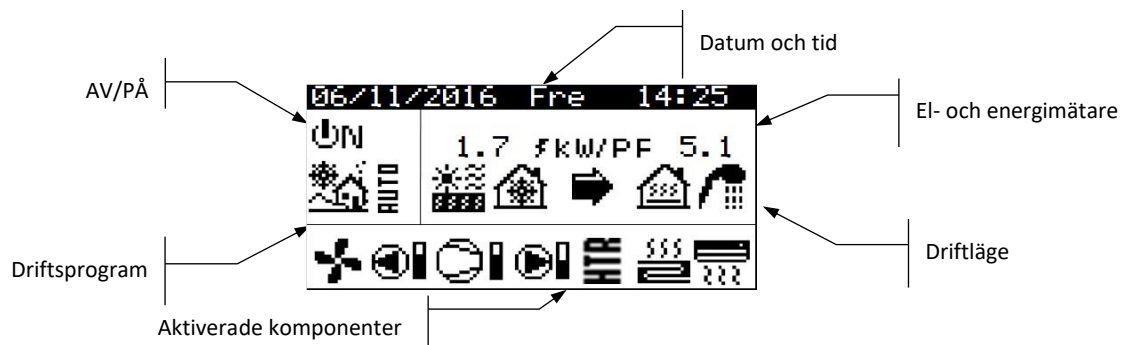 Datum och tid
AV/PÅ
06/11/2016 Fre 14:25
El- och energimätare
ON
1.7 kW/PF 5.1
AUTO
Driftläge
Driftsprogram
HTR
Aktiverade komponenter